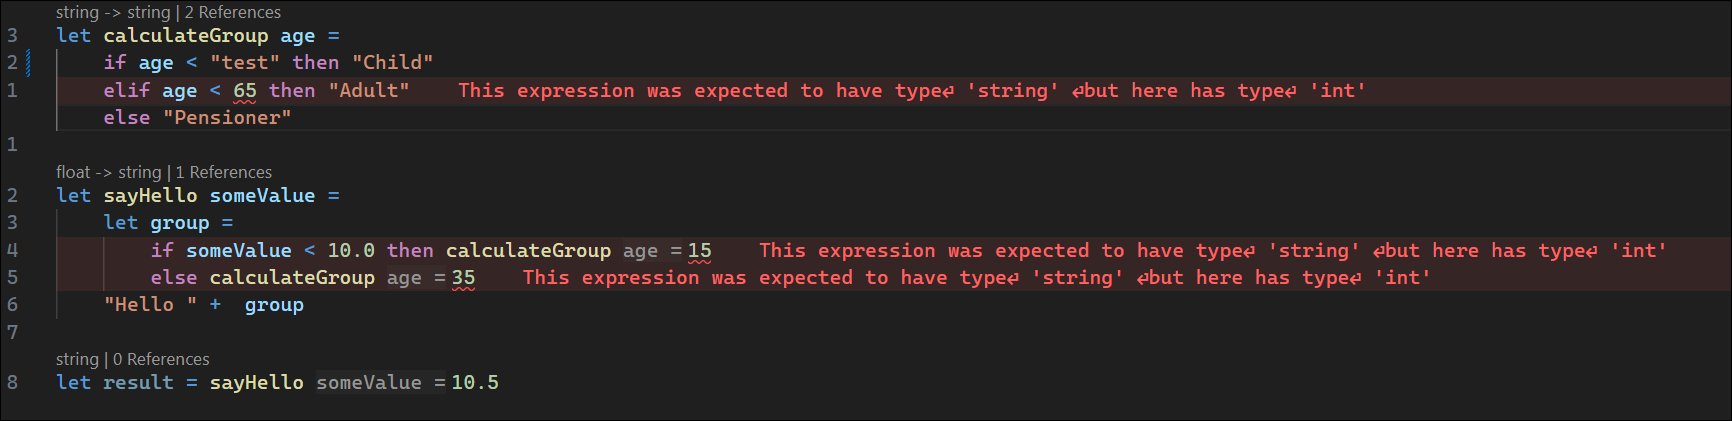 string -> string | 2 References
3 let calculateGroup age =
2 if age < "test" then "Child"
1 elif age < 65 then "Adult" This expression was expected to have type↵ 'string' ↵but here has type↵ 'int'
else "Pensioner"
1
float -> string | 1 References
2 let sayHello someValue =
3 let group =
4 if someValue < 10.0 then calculateGroup age = 15 This expression was expected to have type↵ 'string' ↵but here has type↵ 'int'
5 else calculateGroup age = 35 This expression was expected to have type↵ 'string' ↵but here has type↵ 'int'
6 "Hello " + group
7
string | 0 References
8 let result = sayHello someValue = 10.5